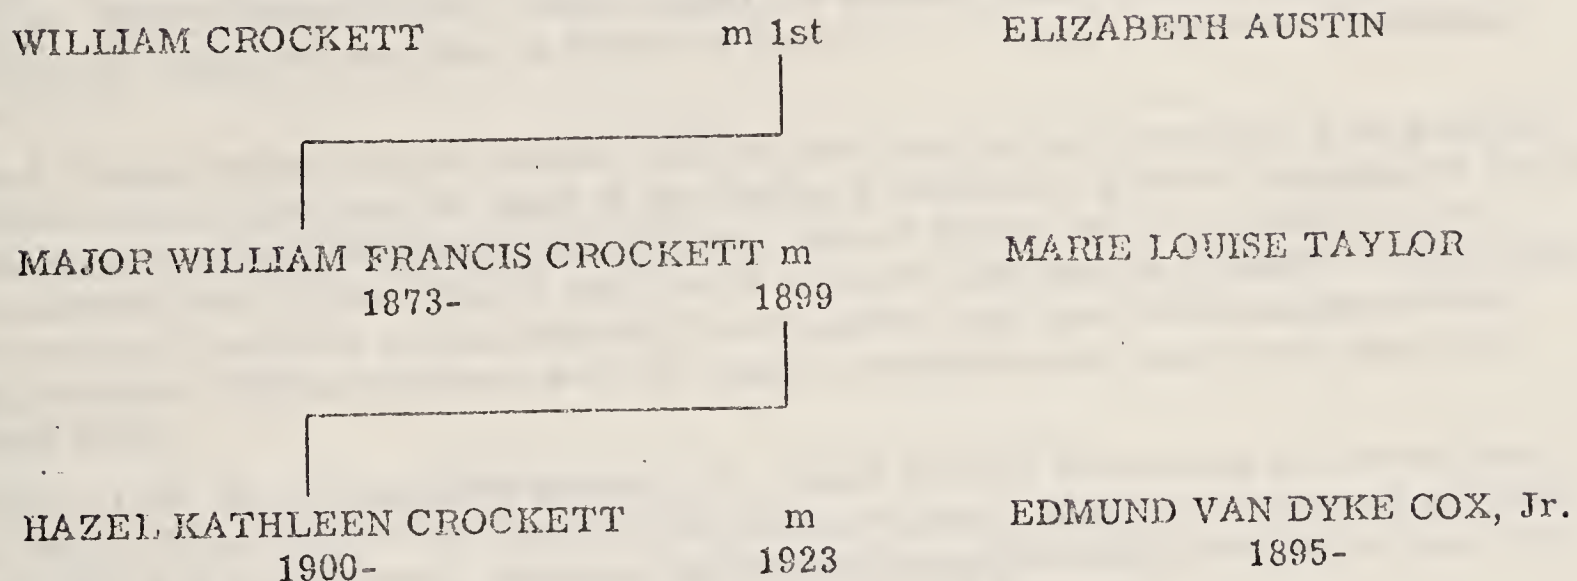 WILLIAM CROCKETT m 1st ELIZABETH AUSTIN
MAJOR WILLIAM FRANCIS CROCKETT m MARIE LOUISE TAYLOR
1873- 1899
HAZEL KATHLEEN CROCKETT m EDMUND VAN DYKE COX, Jr.
1900- 1923 1895-